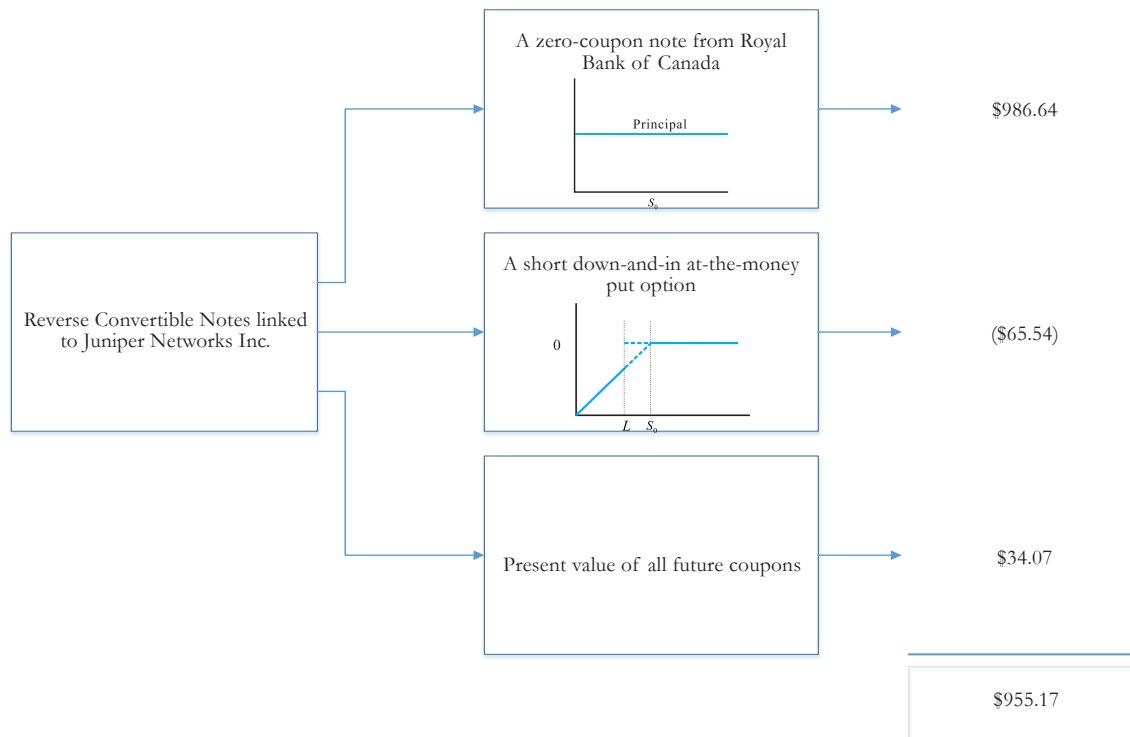 A zero-coupon note from Royal
Bank of Canada
Principal
S₀
$986.64
Reverse Convertible Notes linked
to Juniper Networks Inc.
A short down-and-in at-the-money
put option
0
L S₀
($65.54)
Present value of all future coupons
$34.07
$955.17